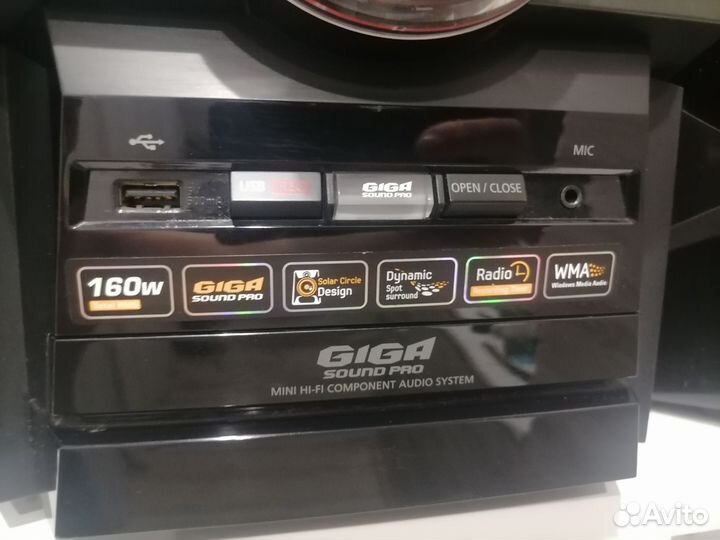 MIC
USB
GIGA
SOUND PRO
OPEN / CLOSE
160W
GIGA
SOUND PRO
Solar Circle
Design
Dynamic
Spot
surround
Radio
WMA
Windows Media Audio
GIGA
SOUND PRO
MINI HI-FI COMPONENT AUDIO SYSTEM
Avito